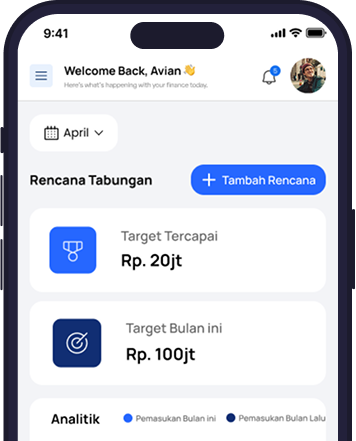 9:41
Welcome Back, Avian 👋
Here's what's happening with your finance today.
5
April
Rencana Tabungan
+ Tambah Rencana
Target Tercapai
Rp. 20jt
Target Bulan ini
Rp. 100jt
Analitik
Pemasukan Bulan ini
Pemasukan Bulan Lalu